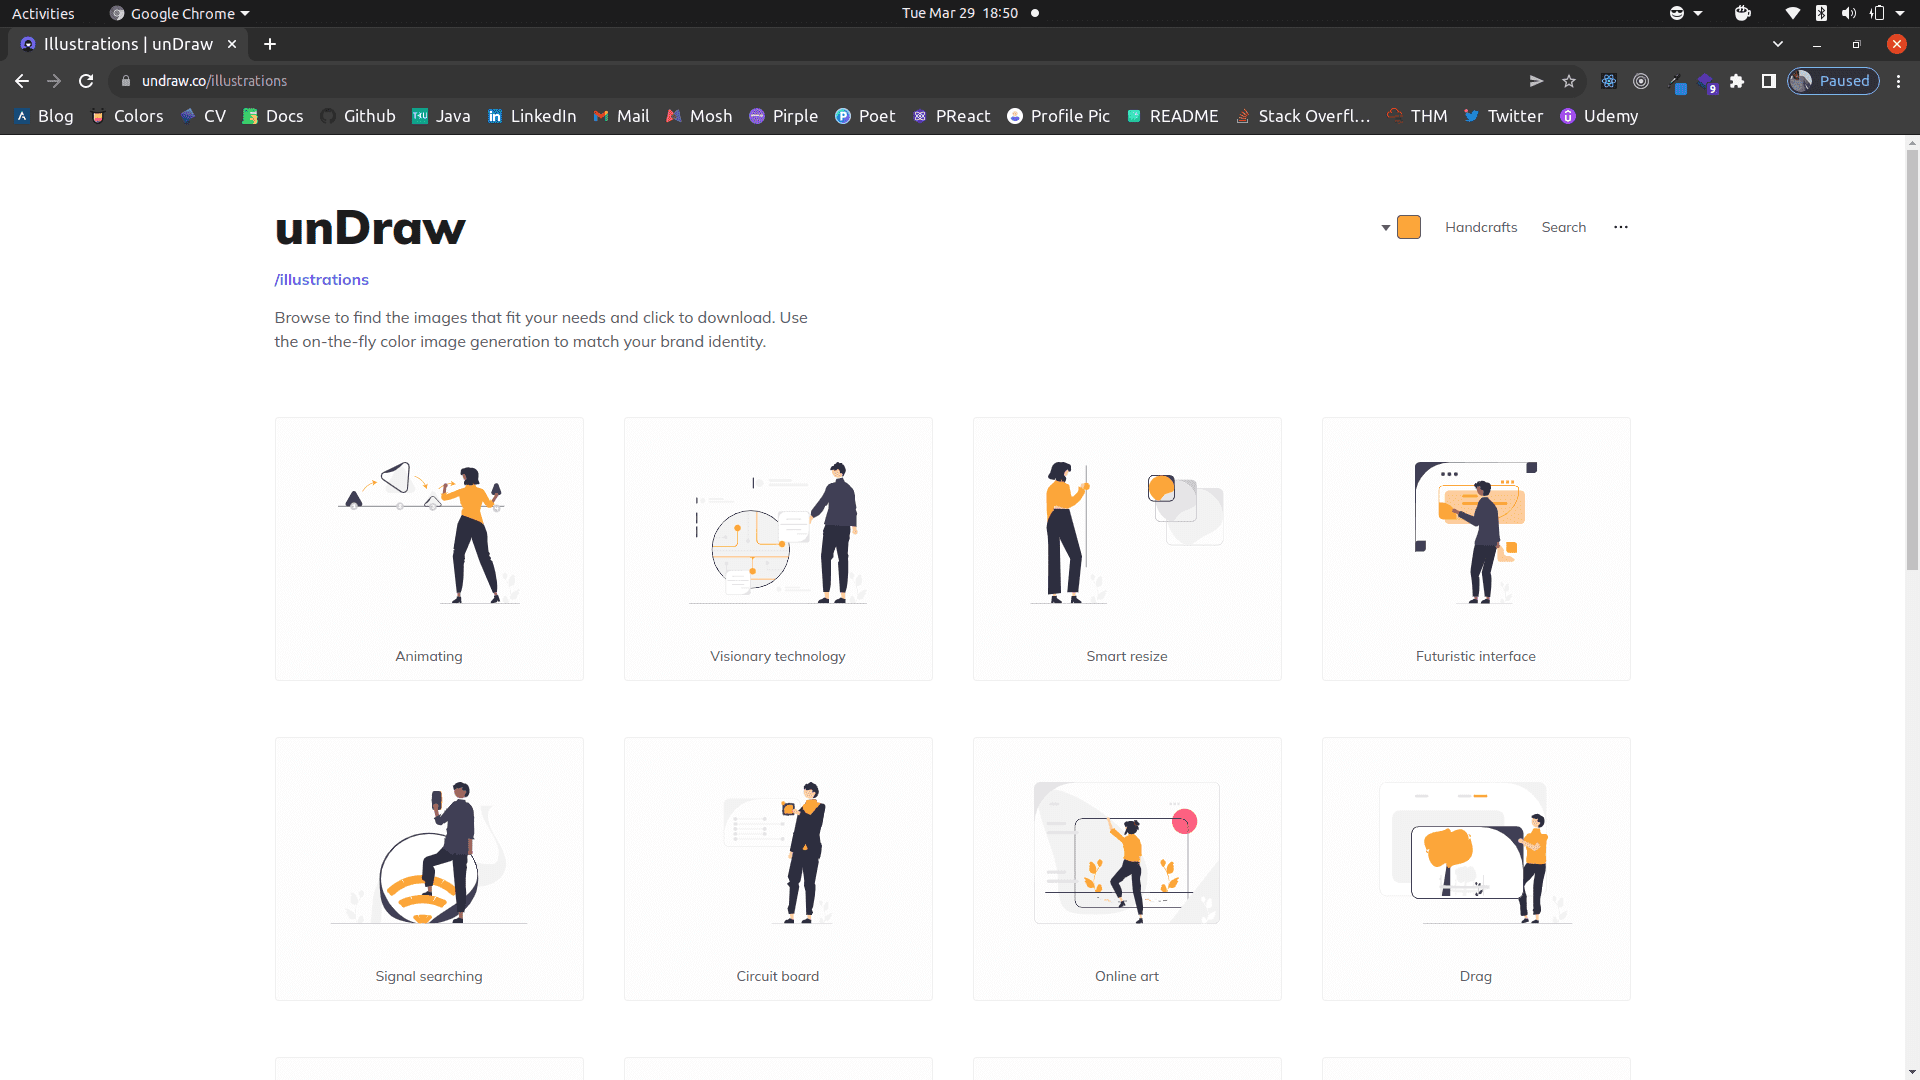 Activities Google Chrome Tue Mar 29 18:50
Illustrations | unDraw
undraw.co/illustrations 9 Paused
Blog Colors CV Docs Github Java LinkedIn Mail Mosh Pirple Poet PReact Profile Pic README Stack Overfl... THM Twitter Udemy
unDraw
Handcrafts Search
/illustrations
Browse to find the images that fit your needs and click to download. Use
the on-the-fly color image generation to match your brand identity.
Animating Visionary technology Smart resize Futuristic interface
Signal searching Circuit board Online art Drag